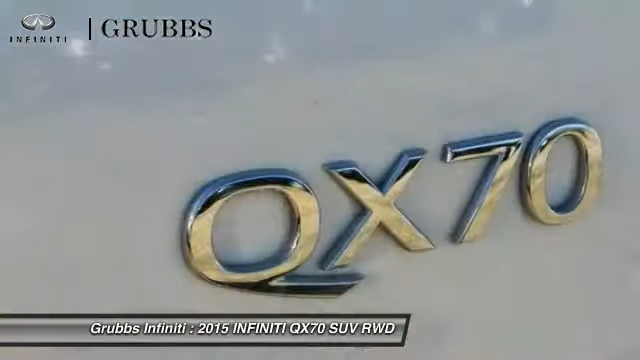 INFINITI | GRUBBS
QX70
Grubbs Infiniti : 2015 INFINITI QX70 SUV RWD